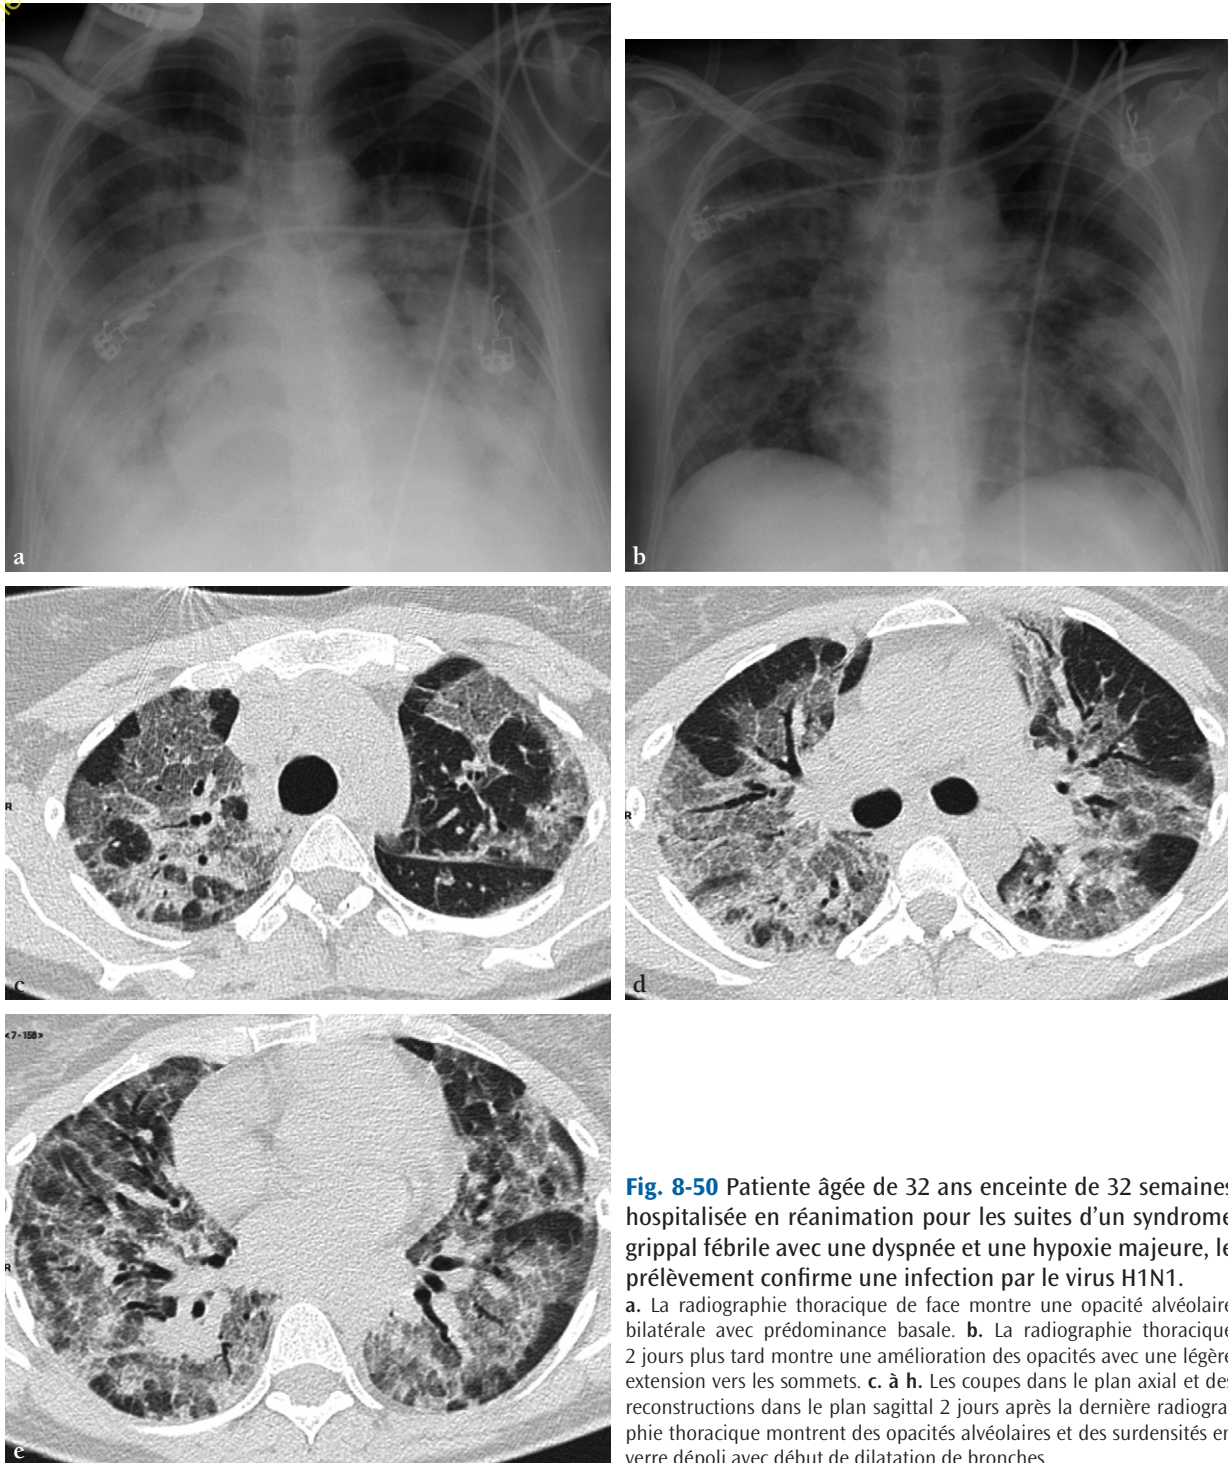 a
b
R
c
R
d
<7-158>
R
e
Fig. 8-50 Patiente âgée de 32 ans enceinte de 32 semaines
hospitalisée en réanimation pour les suites d'un syndrome
grippal fébrile avec une dyspnée et une hypoxie majeure, le
prélèvement confirme une infection par le virus H1N1.
a. La radiographie thoracique de face montre une opacité alvéolaire
bilatérale avec prédominance basale. b. La radiographie thoracique
2 jours plus tard montre une amélioration des opacités avec une légère
extension vers les sommets. c. à h. Les coupes dans le plan axial et des
reconstructions dans le plan sagittal 2 jours après la dernière radiogra
phie thoracique montrent des opacités alvéolaires et des surdensités en
verre dépoli avec début de dilatation de bronches